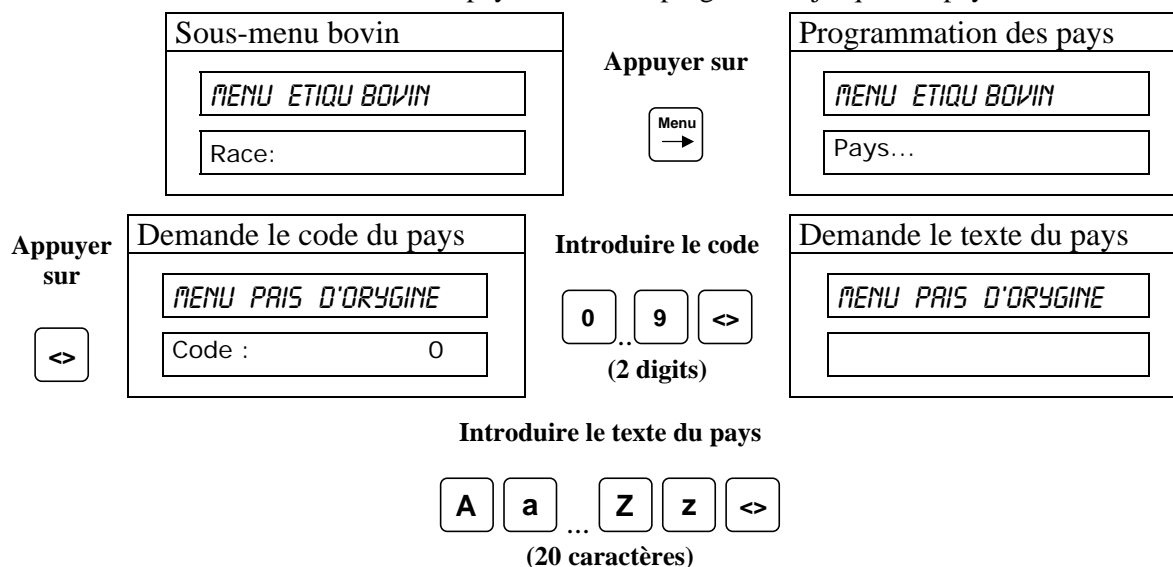 Sous-menu bovin
MENU ETIQU BOVIN
Race:
Appuyer sur
Menu
Programmation des pays
MENU ETIQU BOVIN
Pays...
Appuyer
sur
<>
Demande le code du pays
MENU PAIS D'ORYGINE
Code : 0
Introduire le code
0 .. 9 <>
(2 digits)
Demande le texte du pays
MENU PAIS D'ORYGINE
Introduire le texte du pays
A a ... Z z <>
(20 caractères)